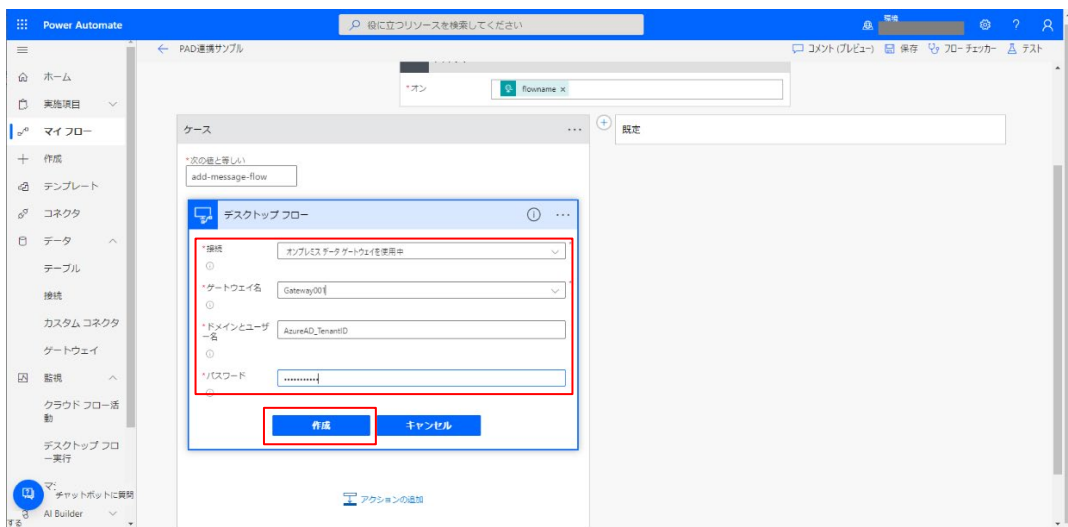 Power Automate
役に立つリソースを検索してください
環境
PAD連携サンプル
コメント (プレビュー)
保存
フロー チェッカー
テスト
ホーム
実施項目
マイ フロー
作成
テンプレート
コネクタ
データ
テーブル
接続
カスタム コネクタ
ゲートウェイ
監視
クラウド フロー活
動
デスクトップ フロ
ー実行
チャットボットに質問
する
AI Builder
*オン
flowname ×
ケース
*次の値と等しい
add-message-flow
デスクトップ フロー
*接続
オンプレミス データ ゲートウェイを使用中
*ゲートウェイ名
Gateway001
*ドメインとユーザ
ー名
AzureAD_TenantID
*パスワード
作成
キャンセル
アクションの追加
既定